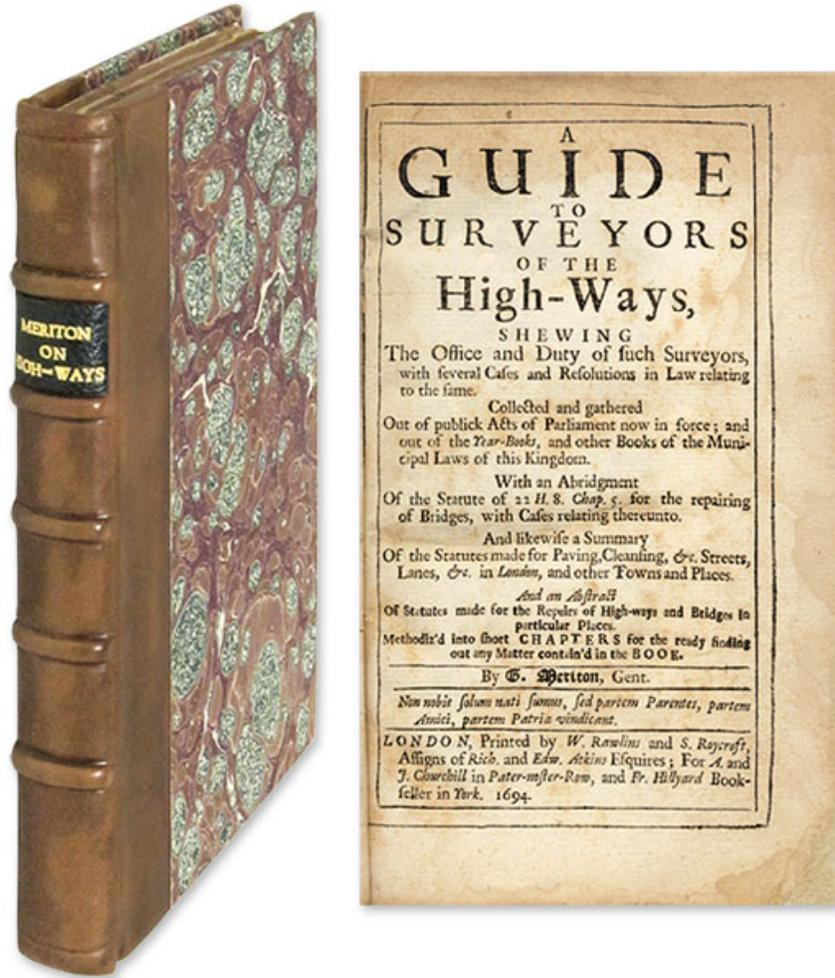 MERITON
ON
HIGH-WAYS
A
GUIDE
TO
SURVEYORS
OF THE
High-Ways,
SHEWING
The Office and Duty of ſuch Surveyors,
with ſeveral Caſes and Reſolutions in Law relating
to the ſame.
Collected and gathered
Out of publick Acts of Parliament now in force; and
out of the Year-Books, and other Books of the Muni-
cipal Laws of this Kingdom.
With an Abridgment
Of the Statute of 22 H. 8. Chap. 5. for the repairing
of Bridges, with Caſes relating thereunto.
And likewiſe a Summary
Of the Statutes made for Paving, Cleanſing, &c. Streets,
Lanes, &c. in London, and other Towns and Places.
And an Abſtract
Of Statutes made for the Repairs of High-ways and Bridges in
particular Places.
Methodiz'd into ſhort CHAPTERS for the ready finding
out any Matter contain'd in the BOOK.
By G. Meriton, Gent.
Non nobis ſolum nati ſumus, ſed partem Parentes, partem
Amici, partem Patria vindicant.
LONDON, Printed by W. Rawlins and S. Roycroft,
Aſſigns of Rich. and Edw. Atkins Eſquires; For A. and
J. Churchill in Pater-noſter-Row, and Fr. Hillyard Book-
ſeller in York. 1694.